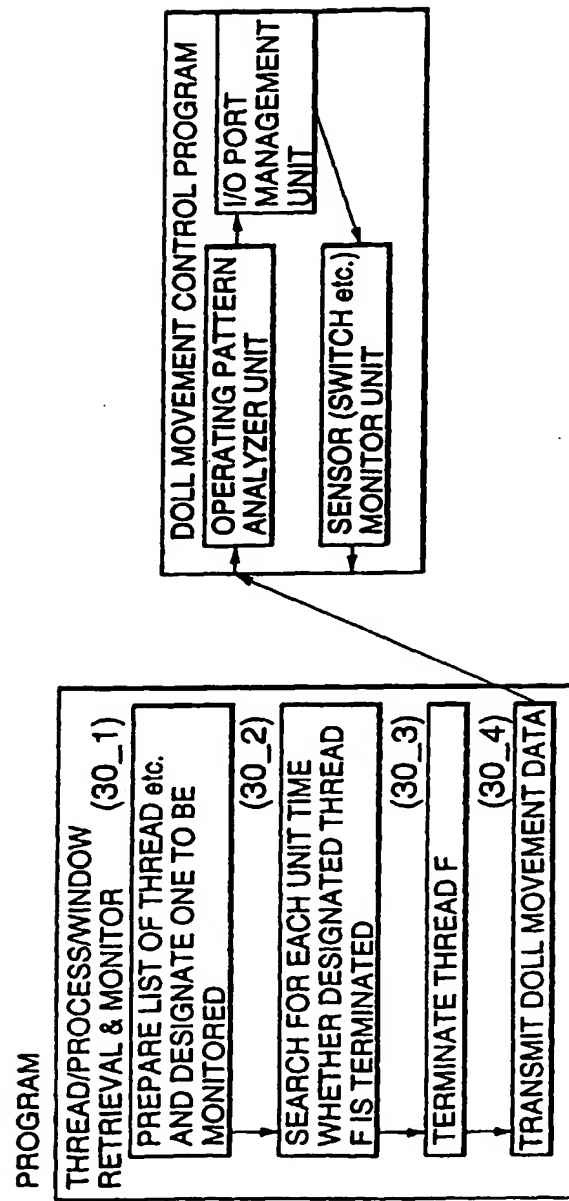 PROGRAM
THREAD/PROCESS/WINDOW
RETRIEVAL & MONITOR
(30_1)
PREPARE LIST OF THREAD etc.
AND DESIGNATE ONE TO BE
MONITORED
(30_2)
SEARCH FOR EACH UNIT TIME
WHETHER DESIGNATED THREAD
F IS TERMINATED
(30_3)
TERMINATE THREAD F
(30_4)
TRANSMIT DOLL MOVEMENT DATA
DOLL MOVEMENT CONTROL PROGRAM
OPERATING PATTERN
ANALYZER UNIT
I/O PORT
MANAGEMENT
UNIT
SENSOR (SWITCH etc.)
MONITOR UNIT